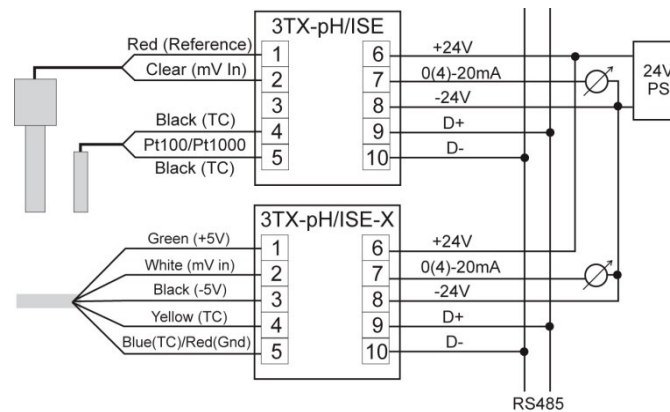 3TX-pH/ISE
Red (Reference) 1 6 +24V
Clear (mV In) 2 7 0(4)-20mA
24V
PS
3 8 -24V
Black (TC) 4 9 D+
Pt100/Pt1000
5 10 D-
Black (TC)
3TX-pH/ISE-X
Green (+5V) 1 6 +24V
White (mV in) 2 7 0(4)-20mA
Black (-5V) 3 8 -24V
Yellow (TC) 4 9 D+
Blue(TC)/Red(Gnd) 5 10 D-
RS485